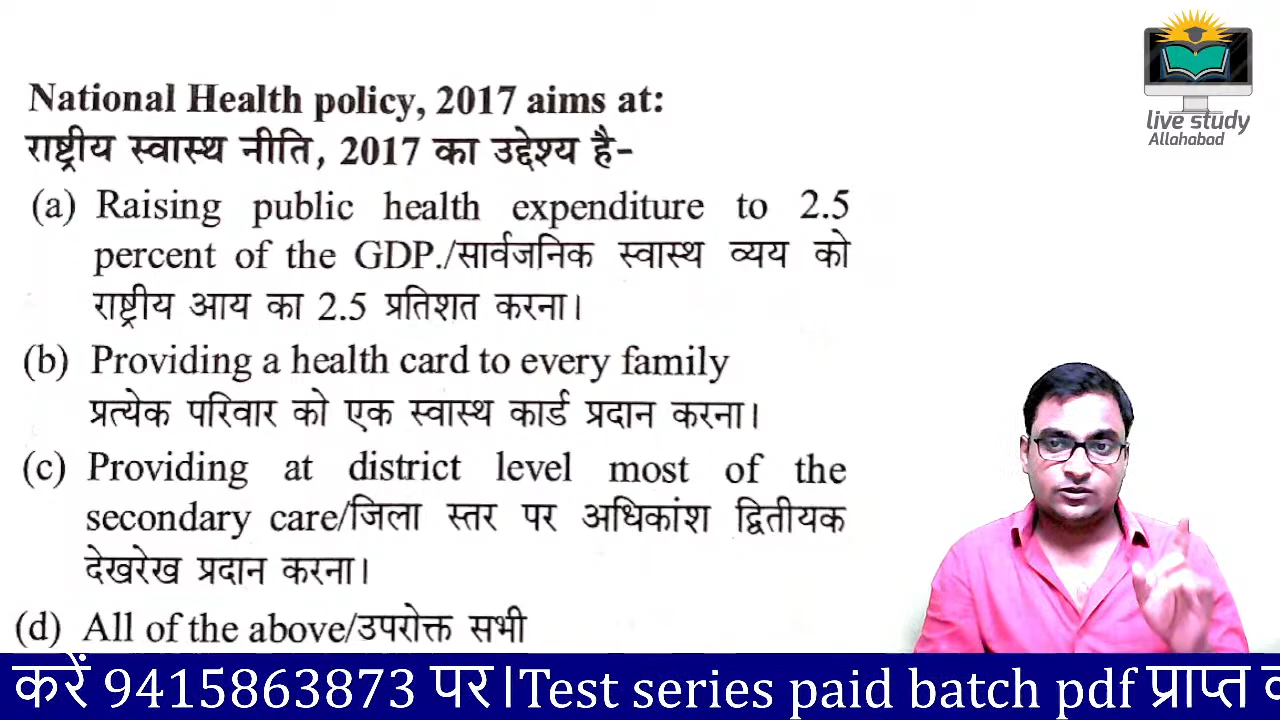 live study
Allahabad
National Health policy, 2017 aims at:
राष्ट्रीय स्वास्थ नीति, 2017 का उद्देश्य है-
(a) Raising public health expenditure to 2.5
percent of the GDP./सार्वजनिक स्वास्थ व्यय को
राष्ट्रीय आय का 2.5 प्रतिशत करना।
(b) Providing a health card to every family
प्रत्येक परिवार को एक स्वास्थ कार्ड प्रदान करना।
(c) Providing at district level most of the
secondary care/जिला स्तर पर अधिकांश द्वितीयक
देखरेख प्रदान करना।
(d) All of the above/उपरोक्त सभी
करें 9415863873 पर।Test series paid batch pdf प्राप्त